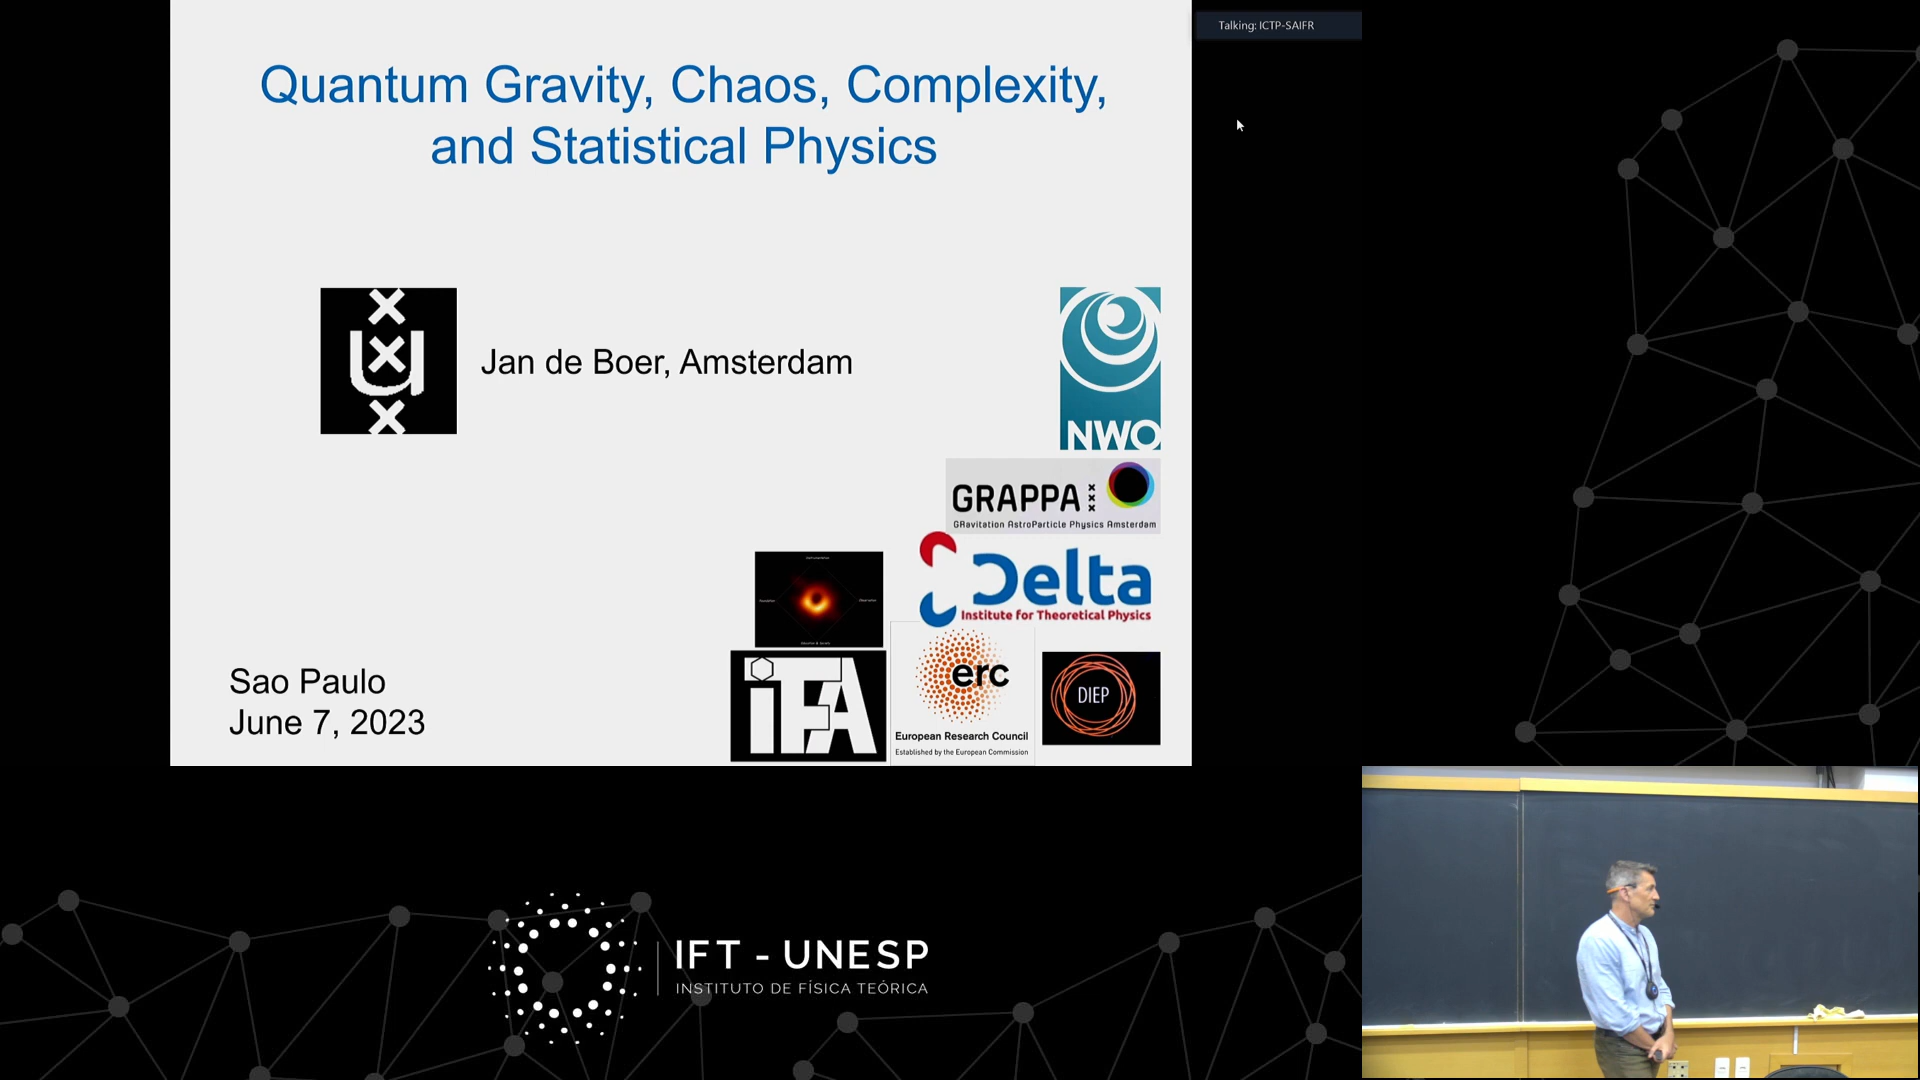 Quantum Gravity, Chaos, Complexity,
and Statistical Physics
Talking: ICTP-SAIFR
Jan de Boer, Amsterdam
NWO
GRAPPA
GRavitation AstroParticle Physics Amsterdam
Delta
Institute for Theoretical Physics
iTFA
erc
European Research Council
Established by the European Commission
DIEP
Sao Paulo
June 7, 2023
IFT - UNESP
INSTITUTO DE FÍSICA TEÓRICA